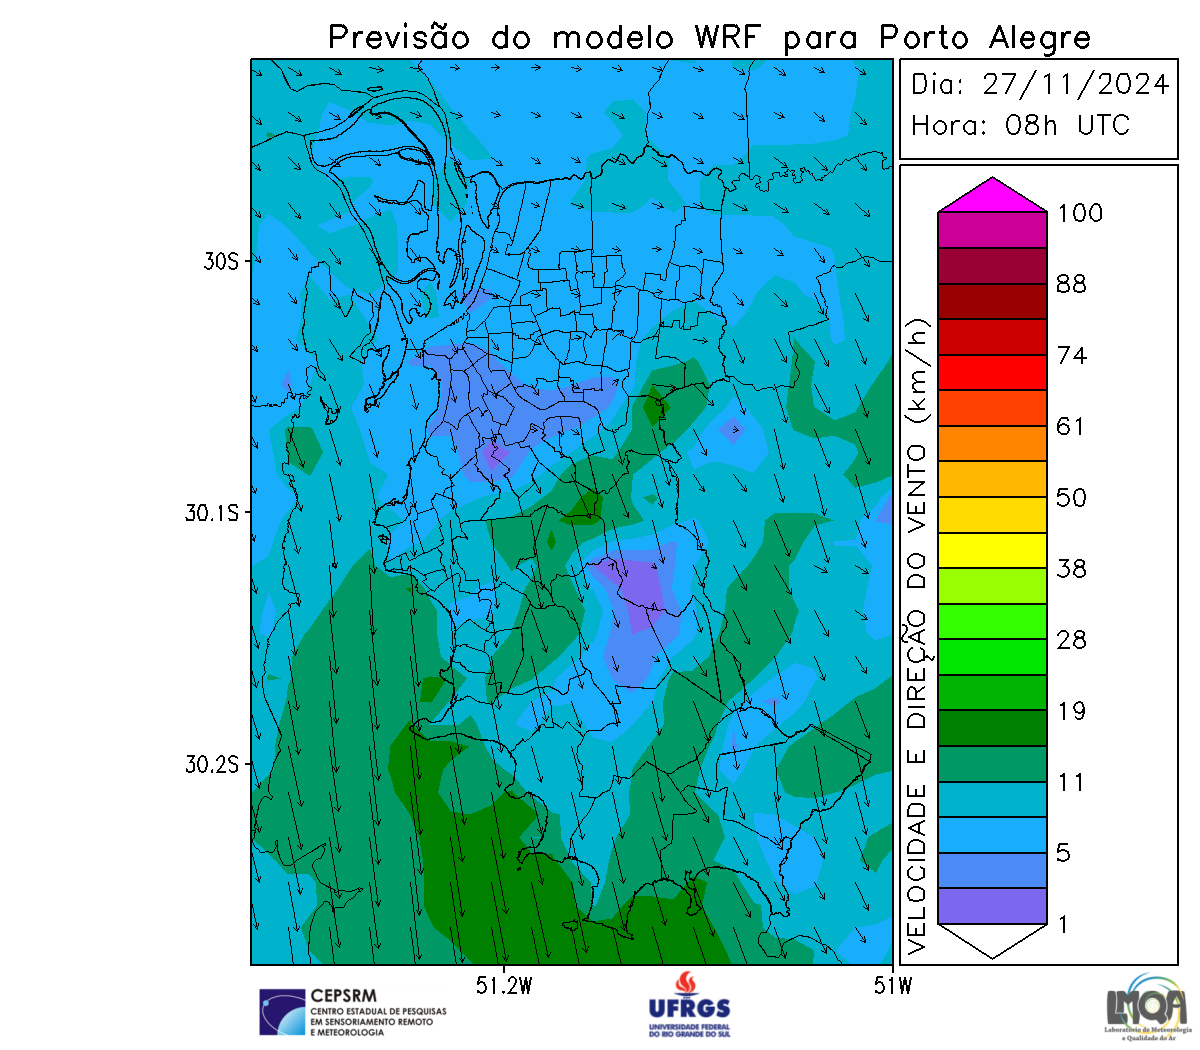 Previsão do modelo WRF para Porto Alegre
Dia: 27/11/2024
Hora: 08h UTC
100
88
74
61
50
38
28
19
11
5
1
VELOCIDADE E DIREÇÃO DO VENTO (km/h)
30S
30.1S
30.2S
51.2W
51W
CEPSRM
CENTRO ESTADUAL DE PESQUISAS
EM SENSORIAMENTO REMOTO
E METEOROLOGIA
UFRGS
UNIVERSIDADE FEDERAL
DO RIO GRANDE DO SUL
LMQA
Laboratório de Meteorologia
e Qualidade do Ar